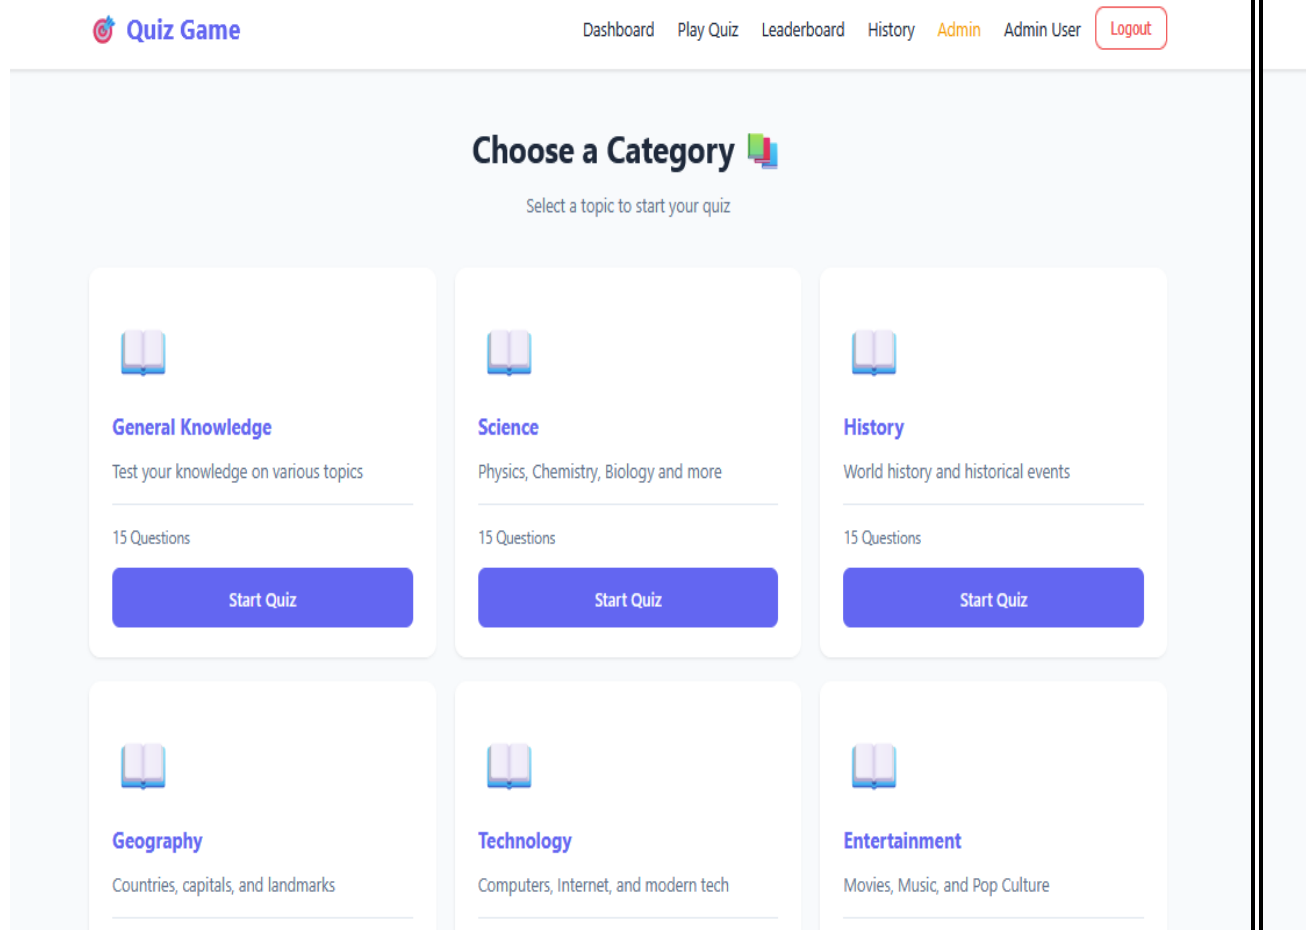 Quiz Game
Dashboard Play Quiz Leaderboard History Admin Admin User Logout
Choose a Category
Select a topic to start your quiz
General Knowledge
Test your knowledge on various topics
15 Questions
Start Quiz
Science
Physics, Chemistry, Biology and more
15 Questions
Start Quiz
History
World history and historical events
15 Questions
Start Quiz
Geography
Countries, capitals, and landmarks
Technology
Computers, Internet, and modern tech
Entertainment
Movies, Music, and Pop Culture